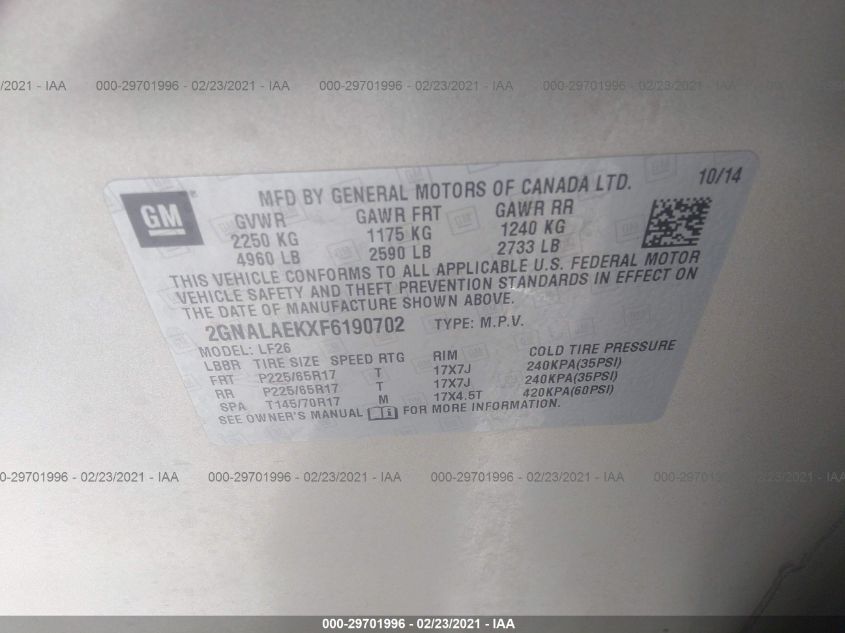 /2021 - IAA 000-29701996 - 02/23/2021 - IAA 000-29701996 - 02/23/2021 - IAA 000-29701996 - 02/23/2021 - IAA
GM
MFD BY GENERAL MOTORS OF CANADA LTD. 10/14
GVWR GAWR FRT GAWR RR
2250 KG 1175 KG 1240 KG
4960 LB 2590 LB 2733 LB
THIS VEHICLE CONFORMS TO ALL APPLICABLE U.S. FEDERAL MOTOR
VEHICLE SAFETY AND THEFT PREVENTION STANDARDS IN EFFECT ON
THE DATE OF MANUFACTURE SHOWN ABOVE.
2GNALAEKXF6190702 TYPE: M.P.V.
MODEL: LF26
LBBR TIRE SIZE SPEED RTG RIM COLD TIRE PRESSURE
FRT P225/65R17 T 17X7J 240KPA(35PSI)
RR P225/65R17 T 17X7J 240KPA(35PSI)
SPA T145/70R17 M 17X4.5T 420KPA(60PSI)
SEE OWNER'S MANUAL FOR MORE INFORMATION.
0-29701996 - 02/23/2021 - IAA 000-29701996 - 02/23/2021 - IAA 000-29701996 - 02/23/2021 - IAA 000-29701996 - 02/23/2021
000-29701996 - 02/23/2021 - IAA